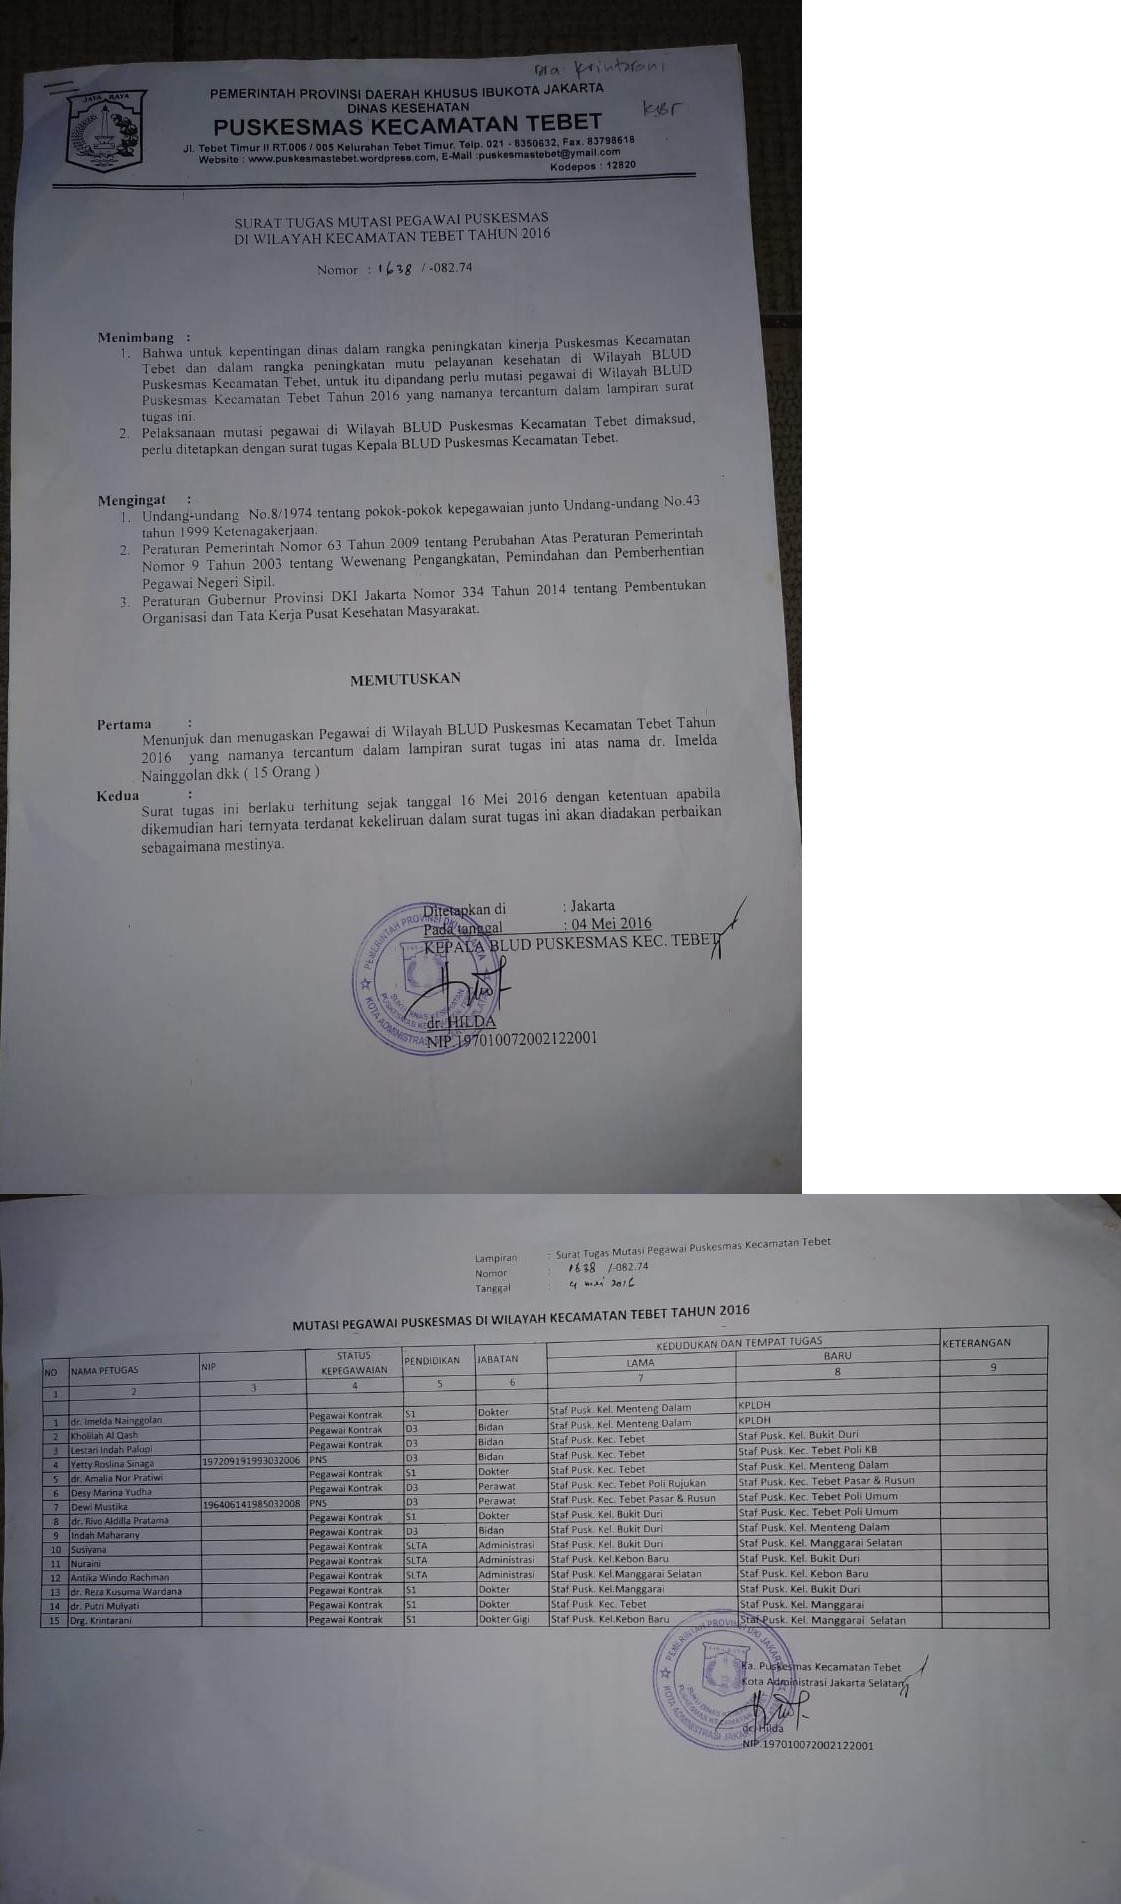 Drg. Krintarani
KBr
JAYA RAYA
PEMERINTAH PROVINSI DAERAH KHUSUS IBUKOTA JAKARTA
DINAS KESEHATAN
PUSKESMAS KECAMATAN TEBET
Jl. Tebet Timur II RT.006 / 005 Kelurahan Tebet Timur. Telp. 021 - 8350632, Fax. 83798618
Website : www.puskesmastebet.wordpress.com, E-Mail :puskesmastebet@ymail.com
Kodepos : 12820
SURAT TUGAS MUTASI PEGAWAI PUSKESMAS
DI WILAYAH KECAMATAN TEBET TAHUN 2016
Nomor : 1638 / -082.74
Menimbang :
1. Bahwa untuk kepentingan dinas dalam rangka peningkatan kinerja Puskesmas Kecamatan
Tebet dan dalam rangka peningkatan mutu pelayanan kesehatan di Wilayah BLUD
Puskesmas Kecamatan Tebet, untuk itu dipandang perlu mutasi pegawai di Wilayah BLUD
Puskesmas Kecamatan Tebet Tahun 2016 yang namanya tercantum dalam lampiran surat
tugas ini.
2. Pelaksanaan mutasi pegawai di Wilayah BLUD Puskesmas Kecamatan Tebet dimaksud,
perlu ditetapkan dengan surat tugas Kepala BLUD Puskesmas Kecamatan Tebet.
Mengingat :
1. Undang-undang No.8/1974 tentang pokok-pokok kepegawaian junto Undang-undang No.43
tahun 1999 Ketenagakerjaan.
2. Peraturan Pemerintah Nomor 63 Tahun 2009 tentang Perubahan Atas Peraturan Pemerintah
Nomor 9 Tahun 2003 tentang Wewenang Pengangkatan, Pemindahan dan Pemberhentian
Pegawai Negeri Sipil.
3. Peraturan Gubernur Provinsi DKI Jakarta Nomor 334 Tahun 2014 tentang Pembentukan
Organisasi dan Tata Kerja Pusat Kesehatan Masyarakat.
MEMUTUSKAN
Pertama :
Menunjuk dan menugaskan Pegawai di Wilayah BLUD Puskesmas Kecamatan Tebet Tahun
2016 yang namanya tercantum dalam lampiran surat tugas ini atas nama dr. Imelda
Nainggolan dkk ( 15 Orang )
Kedua :
Surat tugas ini berlaku terhitung sejak tanggal 16 Mei 2016 dengan ketentuan apabila
dikemudian hari ternyata terdanat kekeliruan dalam surat tugas ini akan diadakan perbaikan
sebagaimana mestinya.
Ditetapkan di : Jakarta
Pada tanggal : 04 Mei 2016
KEPALA BLUD PUSKESMAS KEC. TEBET
dr. HILDA
NIP.197010072002122001
Lampiran : Surat Tugas Mutasi Pegawai Puskesmas Kecamatan Tebet
Nomor : 1638 /-082.74
Tanggal : 4 mei 2016
MUTASI PEGAWAI PUSKESMAS DI WILAYAH KECAMATAN TEBET TAHUN 2016
NO NAMA PETUGAS NIP STATUS KEPEGAWAIAN PENDIDIKAN JABATAN KEDUDUKAN DAN TEMPAT TUGAS KETERANGAN
LAMA BARU
1 2 3 4 5 6 7 8 9
1 dr. Imelda Nainggolan Pegawai Kontrak S1 Dokter Staf Pusk. Kel. Menteng Dalam KPLDH
2 Kholilah Al Qash Pegawai Kontrak D3 Bidan Staf Pusk. Kel. Menteng Dalam KPLDH
3 Lestari Indah Palupi Pegawai Kontrak D3 Bidan Staf Pusk. Kec. Tebet Staf Pusk. Kel. Bukit Duri
4 Yetty Roslina Sinaga 197209191993032006 PNS D3 Bidan Staf Pusk. Kec. Tebet Staf Pusk. Kec. Tebet Poli KB
5 dr. Amalia Nur Pratiwi Pegawai Kontrak S1 Dokter Staf Pusk. Kec. Tebet Staf Pusk. Kel. Menteng Dalam
6 Desy Marina Yudha Pegawai Kontrak D3 Perawat Staf Pusk. Kec. Tebet Poli Rujukan Staf Pusk. Kec. Tebet Pasar & Rusun
7 Dewi Mustika 196406141985032008 PNS D3 Perawat Staf Pusk. Kec. Tebet Pasar & Rusun Staf Pusk. Kec. Tebet Poli Umum
8 dr. Rivo Aldilla Pratama Pegawai Kontrak S1 Dokter Staf Pusk. Kel. Bukit Duri Staf Pusk. Kec. Tebet Poli Umum
9 Indah Maharany Pegawai Kontrak D3 Bidan Staf Pusk. Kel. Bukit Duri Staf Pusk. Kel. Menteng Dalam
10 Susiyana Pegawai Kontrak SLTA Administrasi Staf Pusk. Kel. Bukit Duri Staf Pusk. Kel. Manggarai Selatan
11 Nuraini Pegawai Kontrak SLTA Administrasi Staf Pusk. Kel.Kebon Baru Staf Pusk. Kel. Bukit Duri
12 Antika Windo Rachman Pegawai Kontrak SLTA Administrasi Staf Pusk. Kel.Manggarai Selatan Staf Pusk. Kel. Kebon Baru
13 dr. Reza Kusuma Wardana Pegawai Kontrak S1 Dokter Staf Pusk. Kel.Manggarai Staf Pusk. Kel. Bukit Duri
14 dr. Putri Mulyati Pegawai Kontrak S1 Dokter Staf Pusk. Kec. Tebet Staf Pusk. Kel. Manggarai
15 Drg. Krintarani Pegawai Kontrak S1 Dokter Gigi Staf Pusk. Kel.Kebon Baru Staf Pusk. Kel. Manggarai Selatan
Ka. Puskesmas Kecamatan Tebet
Kota Administrasi Jakarta Selatan
dr. Hilda
NIP.197010072002122001